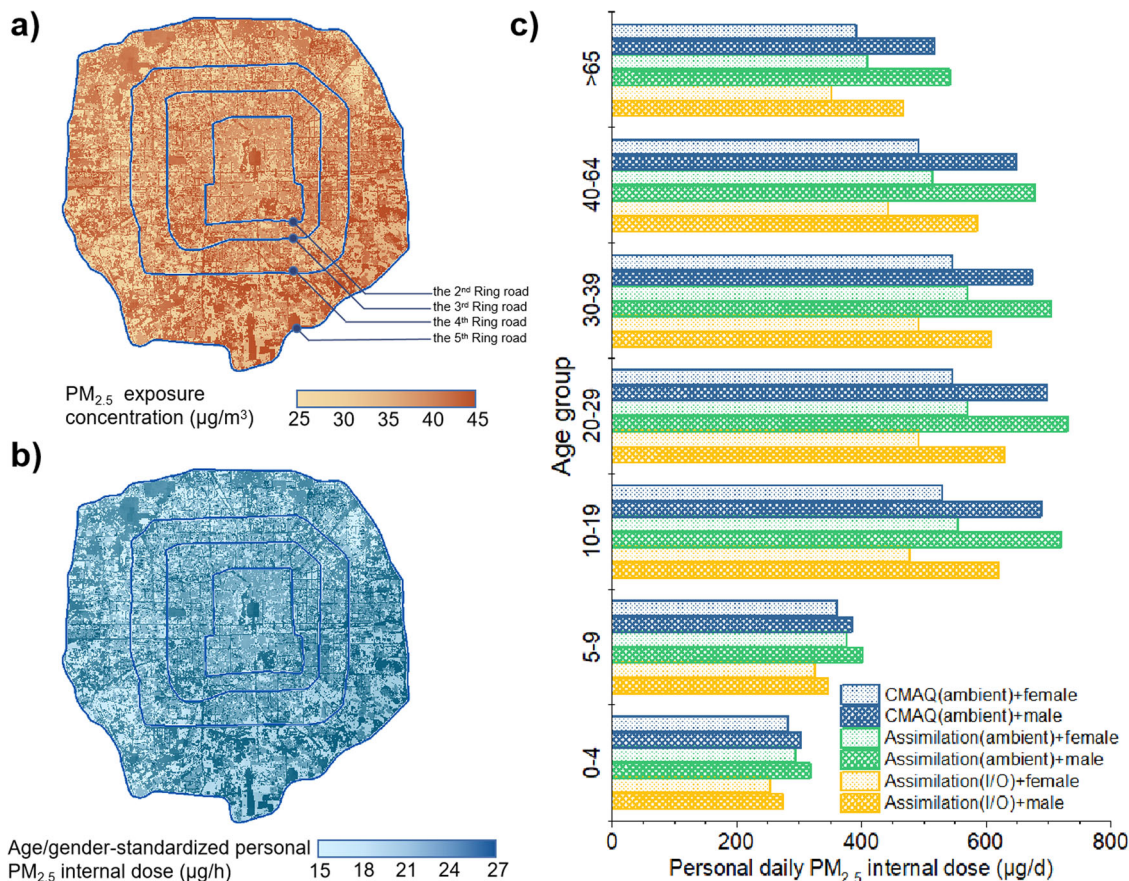 a)
the 2nd Ring road
the 3rd Ring road
the 4th Ring road
the 5th Ring road
PM2.5 exposure
concentration (µg/m³)
25 30 35 40 45
b)
Age/gender-standardized personal
PM2.5 internal dose (µg/h)
15 18 21 24 27
c)
Age group
>65
40-64
30-39
20-29
10-19
5-9
0-4
CMAQ(ambient)+female
CMAQ(ambient)+male
Assimilation(ambient)+female
Assimilation(ambient)+male
Assimilation(I/O)+female
Assimilation(I/O)+male
0 200 400 600 800
Personal daily PM2.5 internal dose (µg/d)